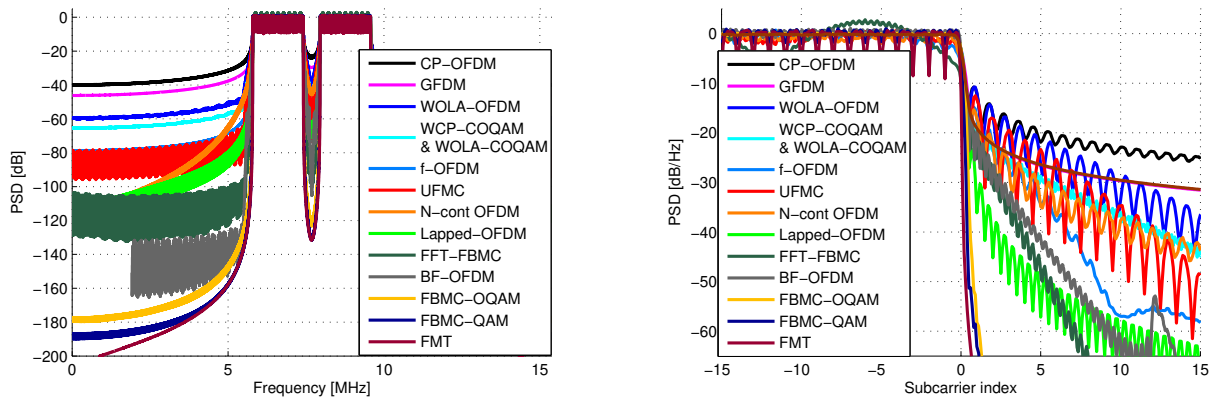 0
−20
−40
−60
−80
−100
−120
−140
−160
−180
−200
PSD [dB]
0
5
10
15
Frequency [MHz]
CP−OFDM
GFDM
WOLA−OFDM
WCP−COQAM
& WOLA−COQAM
f−OFDM
UFMC
N−cont OFDM
Lapped−OFDM
FFT−FBMC
BF−OFDM
FBMC−OQAM
FBMC−QAM
FMT
0
−10
−20
−30
−40
−50
−60
PSD [dB/Hz]
−15
−10
−5
0
5
10
15
Subcarrier index
CP−OFDM
GFDM
WOLA−OFDM
WCP−COQAM
& WOLA−COQAM
f−OFDM
UFMC
N−cont OFDM
Lapped−OFDM
FFT−FBMC
BF−OFDM
FBMC−OQAM
FBMC−QAM
FMT